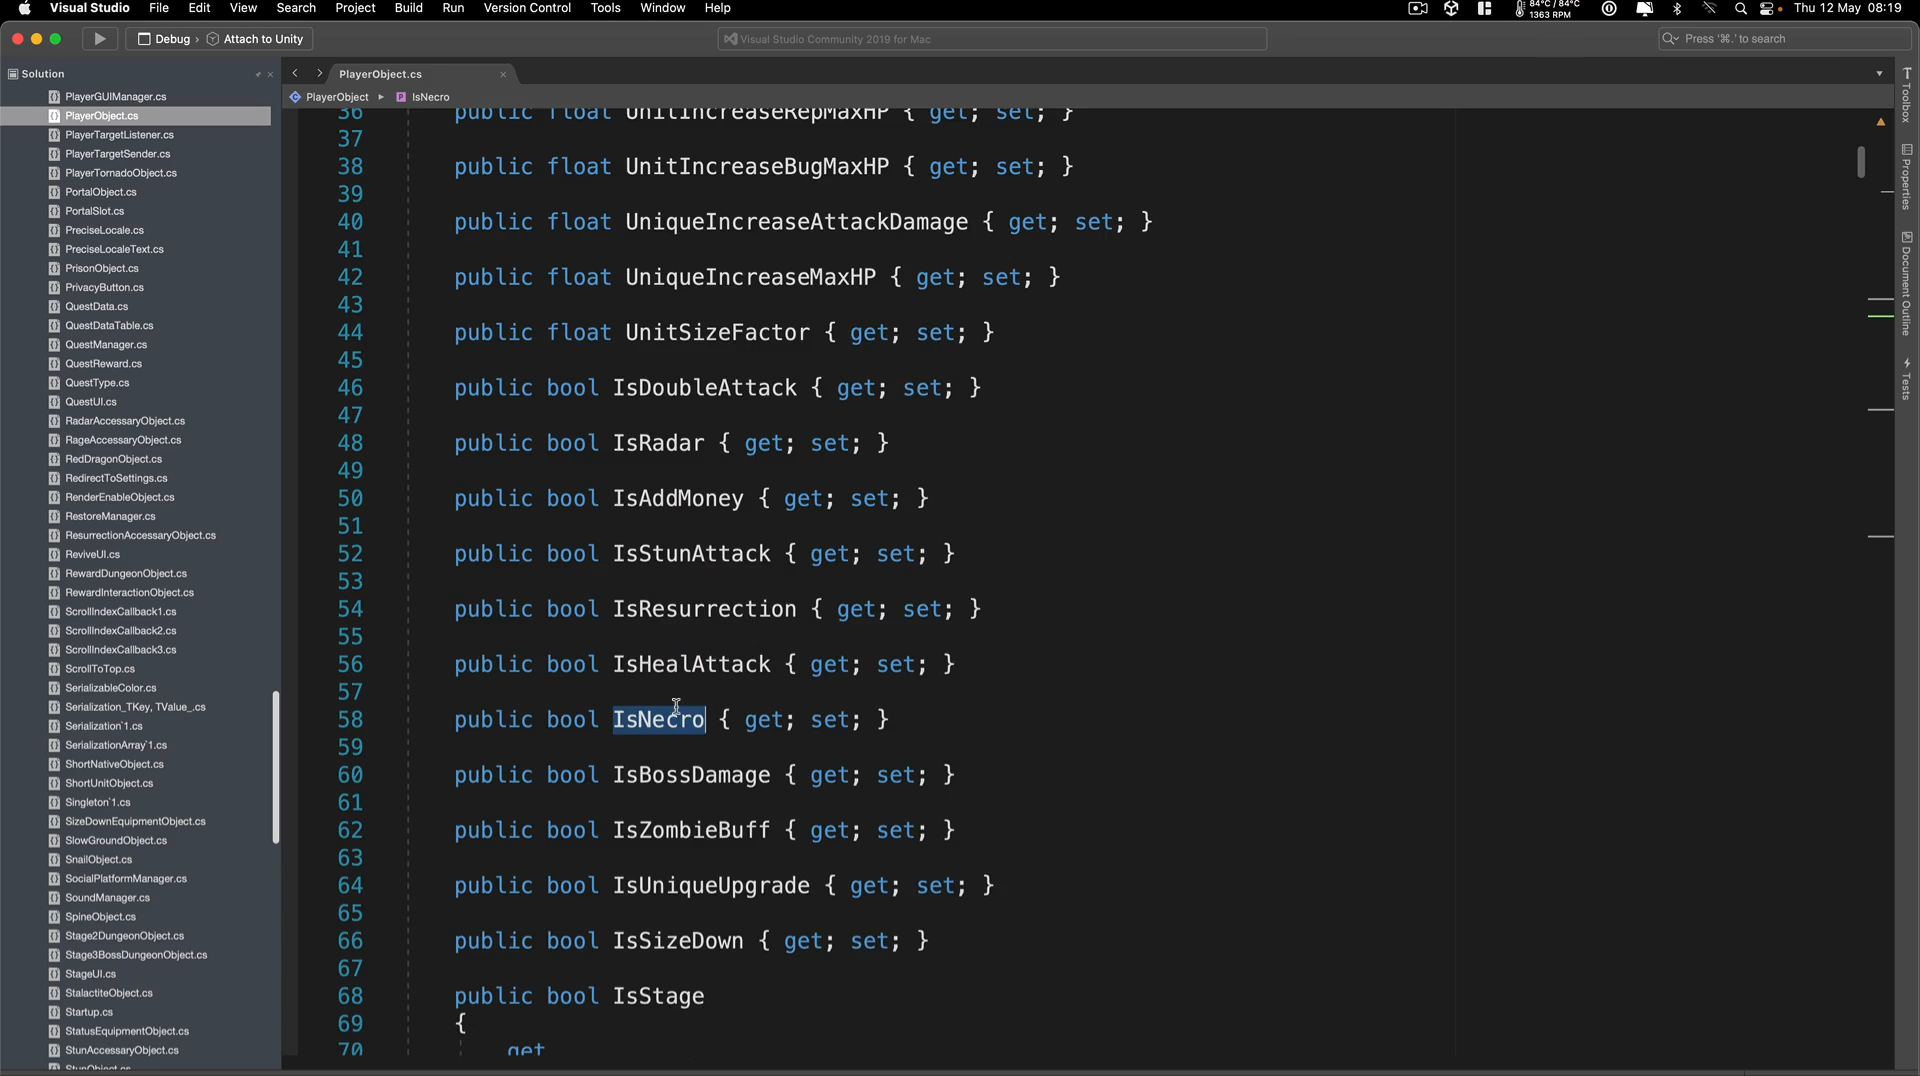 Visual Studio File Edit View Search Project Build Run Version Control Tools Window Help 84°C / 84°C Thu 12 May 08:19
1363 RPM
Debug › Attach to Unity Visual Studio Community 2019 for Mac Press '⌘.' to search
Solution
PlayerGUIManager.cs
PlayerObject.cs
PlayerTargetListener.cs
PlayerTargetSender.cs
PlayerTornadoObject.cs
PortalObject.cs
PortalSlot.cs
PreciseLocale.cs
PreciseLocaleText.cs
PrisonObject.cs
PrivacyButton.cs
QuestData.cs
QuestDataTable.cs
QuestManager.cs
QuestReward.cs
QuestType.cs
QuestUI.cs
RadarAccessaryObject.cs
RageAccessaryObject.cs
RedDragonObject.cs
RedirectToSettings.cs
RenderEnableObject.cs
RestoreManager.cs
ResurrectionAccessaryObject.cs
ReviveUI.cs
RewardDungeonObject.cs
RewardInteractionObject.cs
ScrollIndexCallback1.cs
ScrollIndexCallback2.cs
ScrollIndexCallback3.cs
ScrollToTop.cs
SerializableColor.cs
Serialization_TKey, TValue_.cs
Serialization`1.cs
SerializationArray`1.cs
ShortNativeObject.cs
ShortUnitObject.cs
Singleton`1.cs
SizeDownEquipmentObject.cs
SlowGroundObject.cs
SnailObject.cs
SocialPlatformManager.cs
SoundManager.cs
SpineObject.cs
Stage2DungeonObject.cs
Stage3BossDungeonObject.cs
StageUI.cs
StalactiteObject.cs
Startup.cs
StatusEquipmentObject.cs
StunAccessaryObject.cs
StunObject.cs
PlayerObject.cs
PlayerObject ▸ IsNecro
36 public float UnitIncreaseRepMaxHP { get; set; }
37
38 public float UnitIncreaseBugMaxHP { get; set; }
39
40 public float UniqueIncreaseAttackDamage { get; set; }
41
42 public float UniqueIncreaseMaxHP { get; set; }
43
44 public float UnitSizeFactor { get; set; }
45
46 public bool IsDoubleAttack { get; set; }
47
48 public bool IsRadar { get; set; }
49
50 public bool IsAddMoney { get; set; }
51
52 public bool IsStunAttack { get; set; }
53
54 public bool IsResurrection { get; set; }
55
56 public bool IsHealAttack { get; set; }
57
58 public bool IsNecro { get; set; }
59
60 public bool IsBossDamage { get; set; }
61
62 public bool IsZombieBuff { get; set; }
63
64 public bool IsUniqueUpgrade { get; set; }
65
66 public bool IsSizeDown { get; set; }
67
68 public bool IsStage
69 {
70 get
Toolbox
Properties
Document Outline
Tests